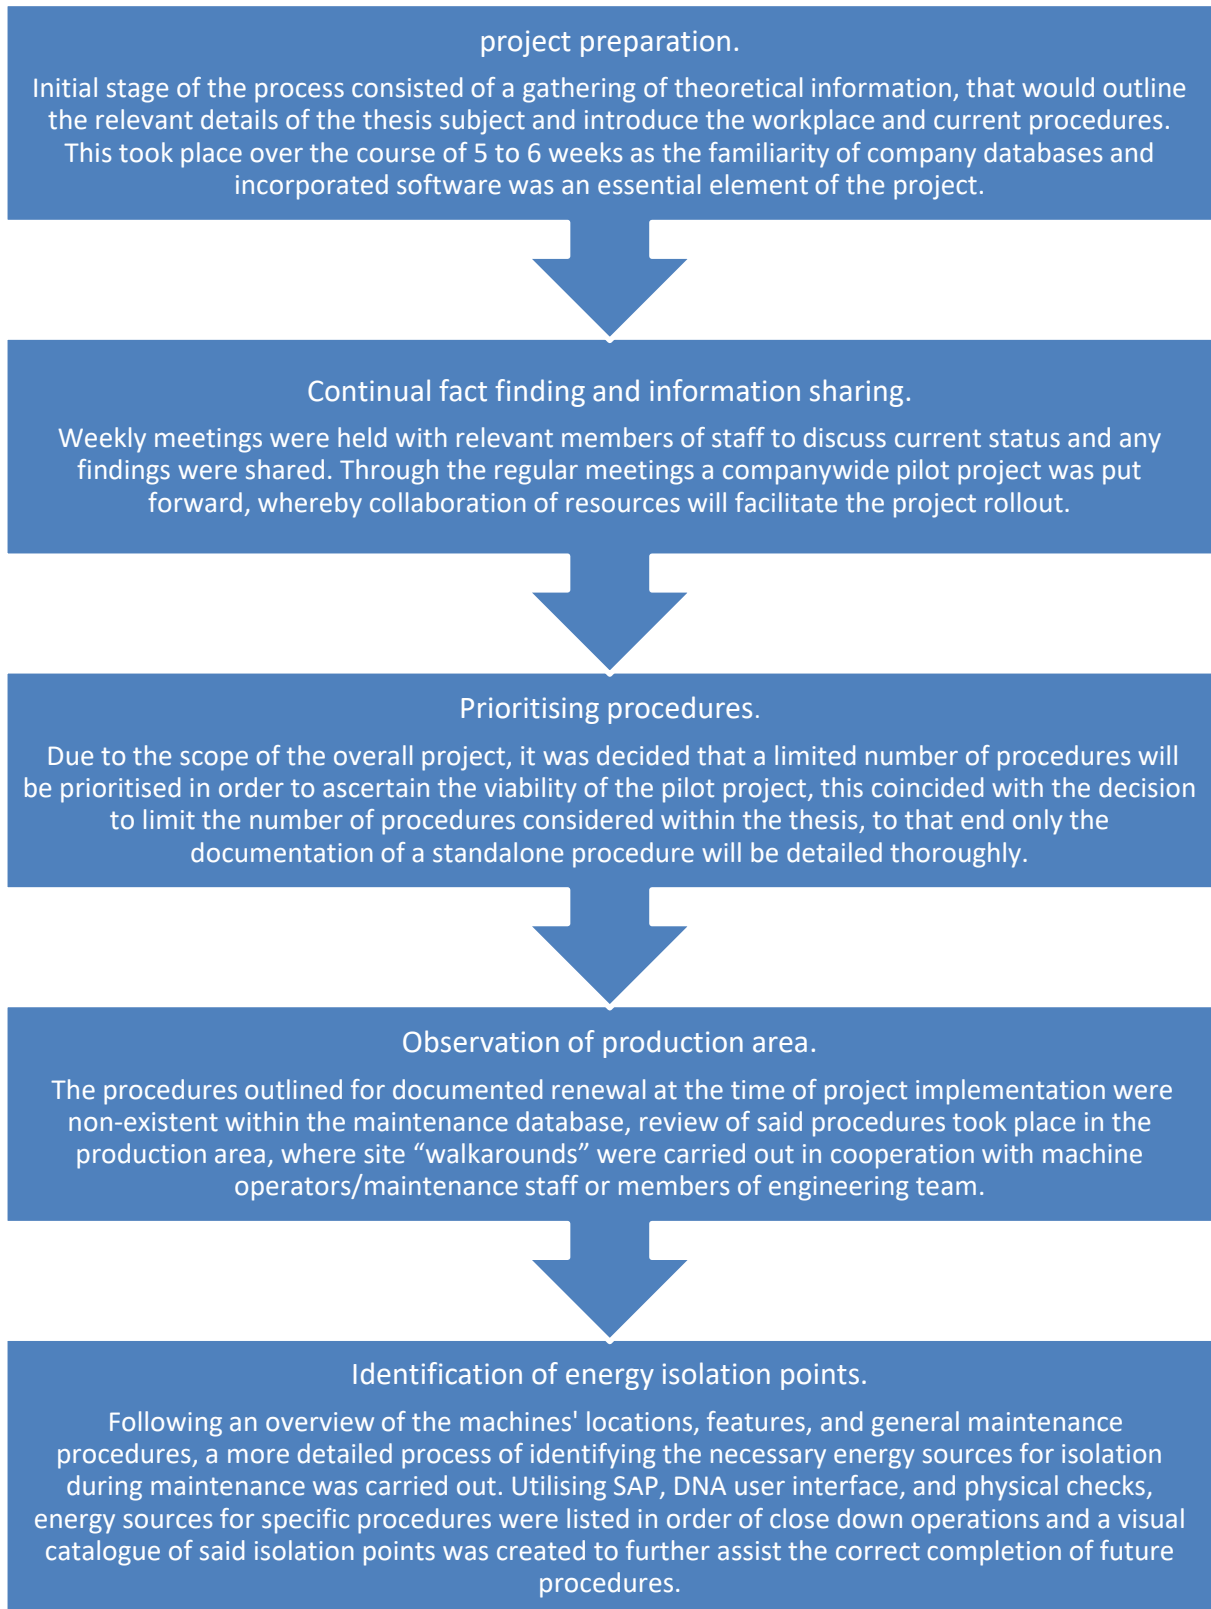 project preparation.
Initial stage of the process consisted of a gathering of theoretical information, that would outline
the relevant details of the thesis subject and introduce the workplace and current procedures.
This took place over the course of 5 to 6 weeks as the familiarity of company databases and
incorporated software was an essential element of the project.
Continual fact finding and information sharing.
Weekly meetings were held with relevant members of staff to discuss current status and any
findings were shared. Through the regular meetings a companywide pilot project was put
forward, whereby collaboration of resources will facilitate the project rollout.
Prioritising procedures.
Due to the scope of the overall project, it was decided that a limited number of procedures will
be prioritised in order to ascertain the viability of the pilot project, this coincided with the decision
to limit the number of procedures considered within the thesis, to that end only the
documentation of a standalone procedure will be detailed thoroughly.
Observation of production area.
The procedures outlined for documented renewal at the time of project implementation were
non-existent within the maintenance database, review of said procedures took place in the
production area, where site “walkarounds” were carried out in cooperation with machine
operators/maintenance staff or members of engineering team.
Identification of energy isolation points.
Following an overview of the machines' locations, features, and general maintenance
procedures, a more detailed process of identifying the necessary energy sources for isolation
during maintenance was carried out. Utilising SAP, DNA user interface, and physical checks,
energy sources for specific procedures were listed in order of close down operations and a visual
catalogue of said isolation points was created to further assist the correct completion of future
procedures.